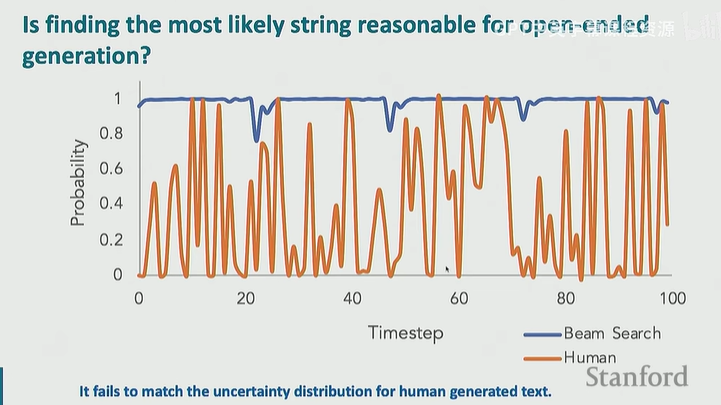 Is finding the most likely string reasonable for open-ended
generation?
1
0.8
0.6
0.4
0.2
0
Probability
0
20
40
60
80
100
Timestep
Beam Search
Human
Stanford
It fails to match the uncertainty distribution for human generated text.